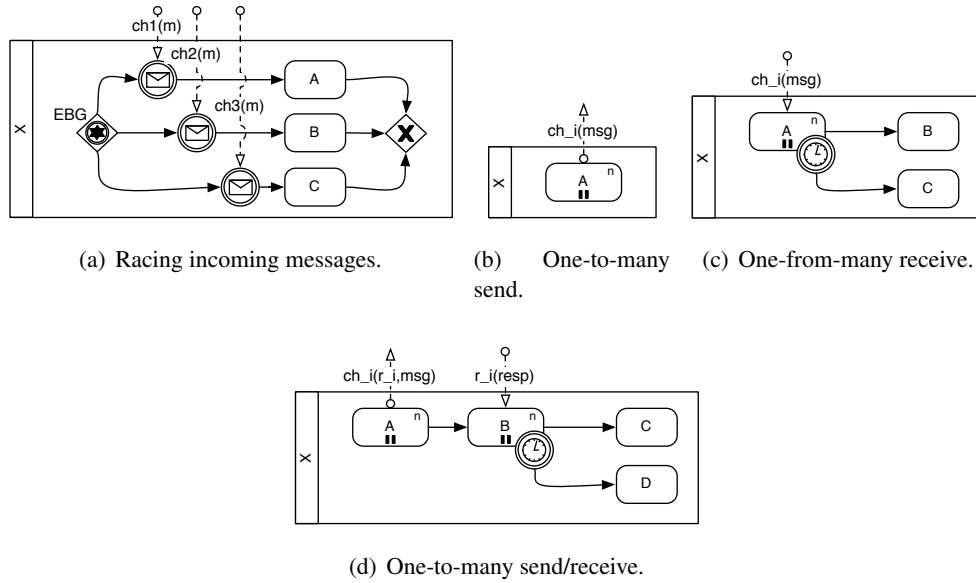 ch1(m)
ch2(m)
ch3(m)
EBG
A
B
C
X
(a) Racing incoming messages.
ch_i(msg)
n
A
X
(b) One-to-many
send.
ch_i(msg)
n
A
B
C
X
(c) One-from-many receive.
ch_i(r_i,msg)
r_i(resp)
n
A
n
B
C
D
X
(d) One-to-many send/receive.